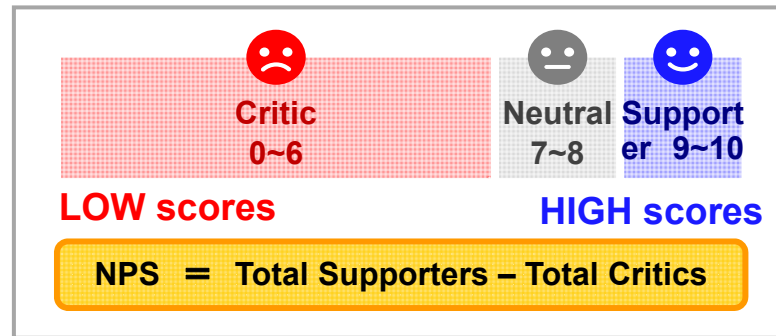 Critic
0~6
Neutral
7~8
Support
er 9~10
LOW scores
HIGH scores
NPS = Total Supporters – Total Critics